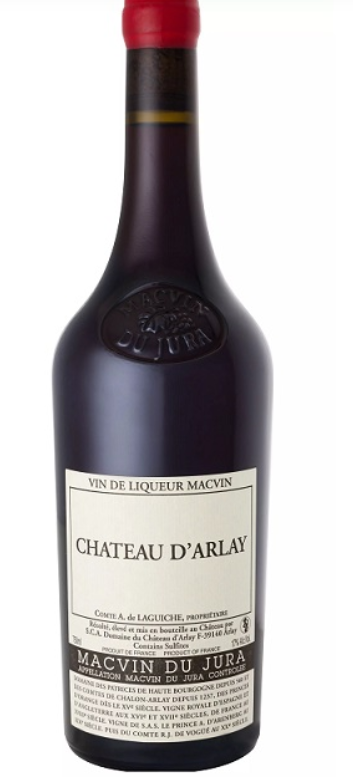 MACVIN
DU JURA
VIN DE LIQUEUR MACVIN
CHATEAU D'ARLAY
COMTE A. de LAGUICHE, PROPRIÉTAIRE
Récolté, élevé et mis en bouteille au Château par
S.C.A. Domaine du Château d'Arlay F-39140 Arlay
750ml Contains Sulfites 17% Alc/Vol
PRODUIT DE FRANCE PRODUCT OF FRANCE
MACVIN DU JURA
APPELLATION MACVIN DU JURA CONTROLÉE
DOMAINE DES PATRICES DE HAUTE BOURGOGNE DEPUIS
DES COMTES DE CHALON-ARLAY DEPUIS 1237, DES PRINCES
D'ORANGE DÈS LE XVᵉ SIÈCLE. VIGNE ROYALE D'ESPAGNE ET
D'ANGLETERRE AUX XVIᵉ ET XVIIᵉ SIÈCLES, DE FRANCE AU
SIÈCLE. VIGNE DE S.A.S. LE PRINCE A. D'ARENBERG AU
XIXᵉ SIÈCLE, PUIS DU COMTE R.J. DE VOGÜÉ AU XXᵉ SIÈCLE.